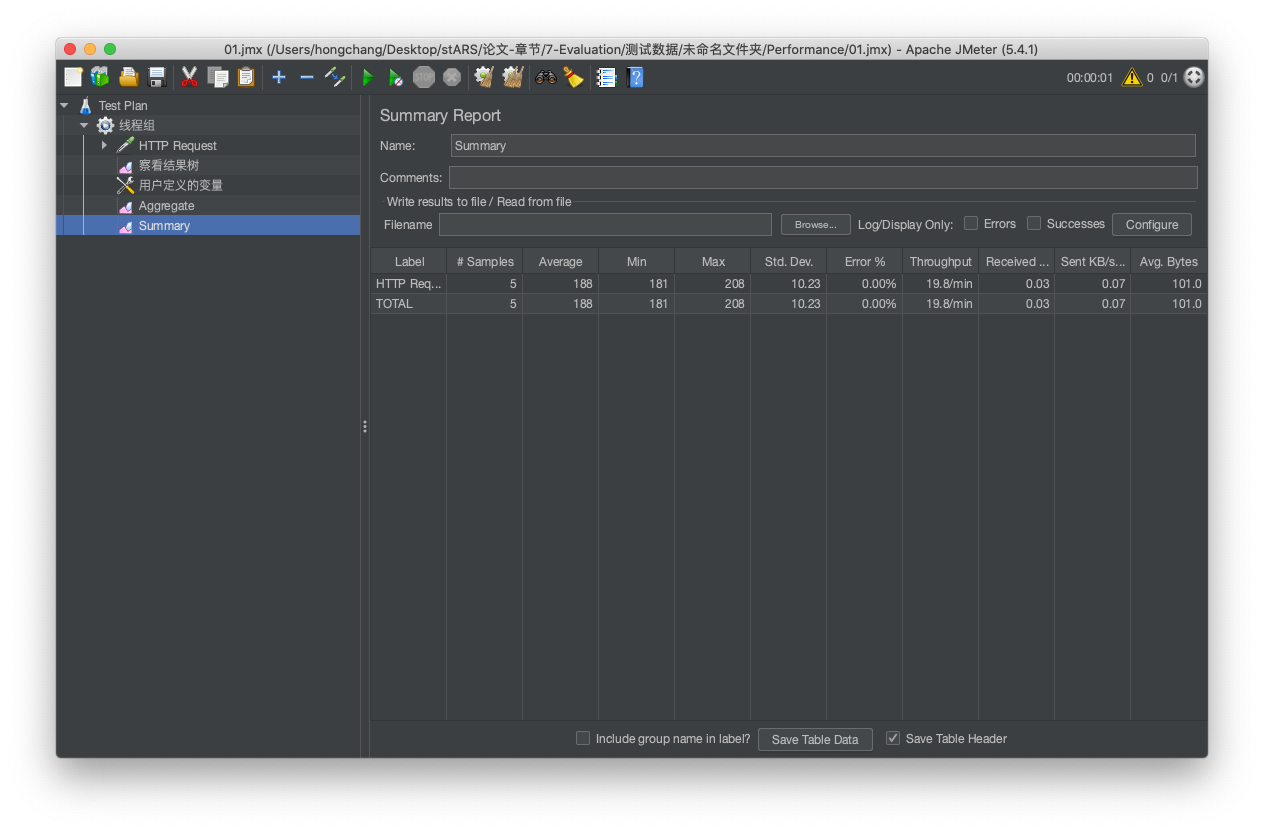 01.jmx (/Users/hongchang/Desktop/stARS/论文-章节/7-Evaluation/测试数据/未命名文件夹/Performance/01.jmx) - Apache JMeter (5.4.1)
STOP 00:00:01 0 0/1
Test Plan
线程组
HTTP Request
察看结果树
用户定义的变量
Aggregate
Summary
Summary Report
Name: Summary
Comments:
Write results to file / Read from file
Filename Browse... Log/Display Only: Errors Successes Configure
Label # Samples Average Min Max Std. Dev. Error % Throughput Received ... Sent KB/s... Avg. Bytes
HTTP Req... 5 188 181 208 10.23 0.00% 19.8/min 0.03 0.07 101.0
TOTAL 5 188 181 208 10.23 0.00% 19.8/min 0.03 0.07 101.0
Include group name in label? Save Table Data Save Table Header